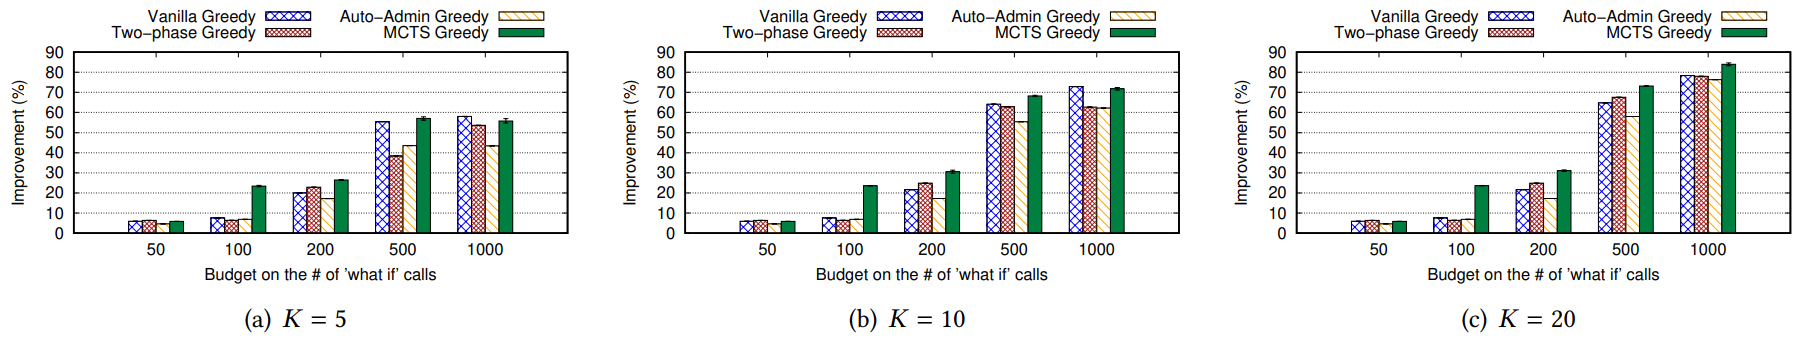 Vanilla Greedy
Auto−Admin Greedy
Two−phase Greedy
MCTS Greedy
90
80
70
60
50
40
30
20
10
0
Improvement (%)
50 100 200 500 1000
Budget on the # of 'what if' calls
(a) K = 5
Vanilla Greedy
Auto−Admin Greedy
Two−phase Greedy
MCTS Greedy
90
80
70
60
50
40
30
20
10
0
Improvement (%)
50 100 200 500 1000
Budget on the # of 'what if' calls
(b) K = 10
Vanilla Greedy
Auto−Admin Greedy
Two−phase Greedy
MCTS Greedy
90
80
70
60
50
40
30
20
10
0
Improvement (%)
50 100 200 500 1000
Budget on the # of 'what if' calls
(c) K = 20